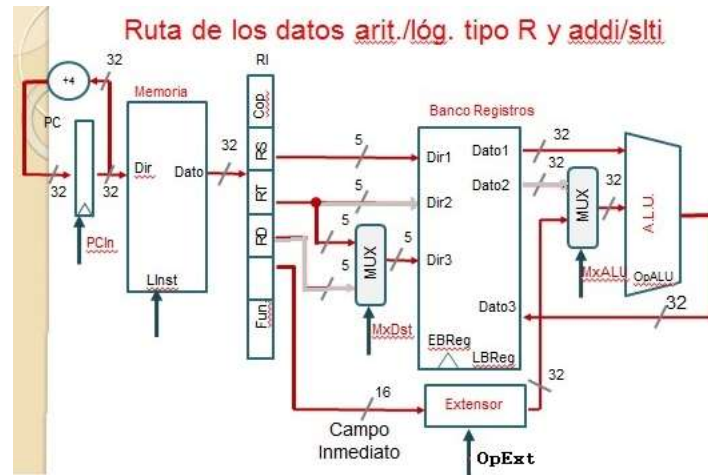 Ruta de los datos arit./lóg. tipo R y addi/slti
RI
32
+4
Memoria
PC
32
32
Dir
Dato
32
PCIn
LInst
Cop
RS
RT
RD
Fun.
5
5
5
5
5
MUX
MxDst
Banco Registros
Dir1
Dir2
Dir3
Dato1
Dato2
Dato3
EBReg
LBReg
32
32
32
MUX
MxALU
A.L.U.
OpALU
32
32
16
Campo
Inmediato
Extensor
OpExt